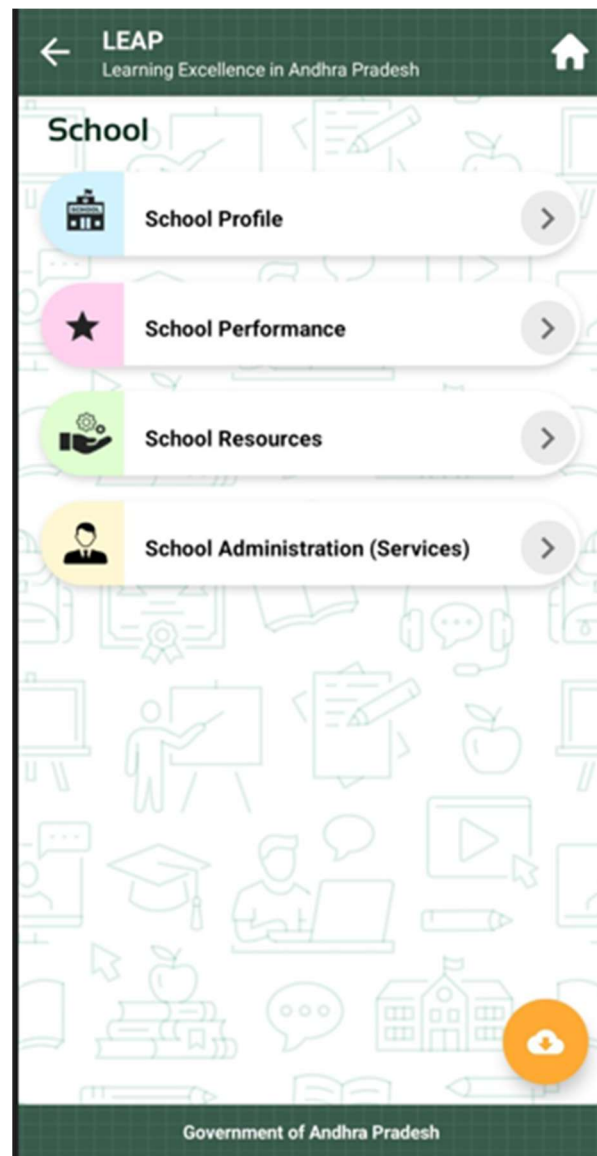 LEAP
Learning Excellence in Andhra Pradesh
School
SCHOOL
School Profile
School Performance
School Resources
School Administration (Services)
Government of Andhra Pradesh